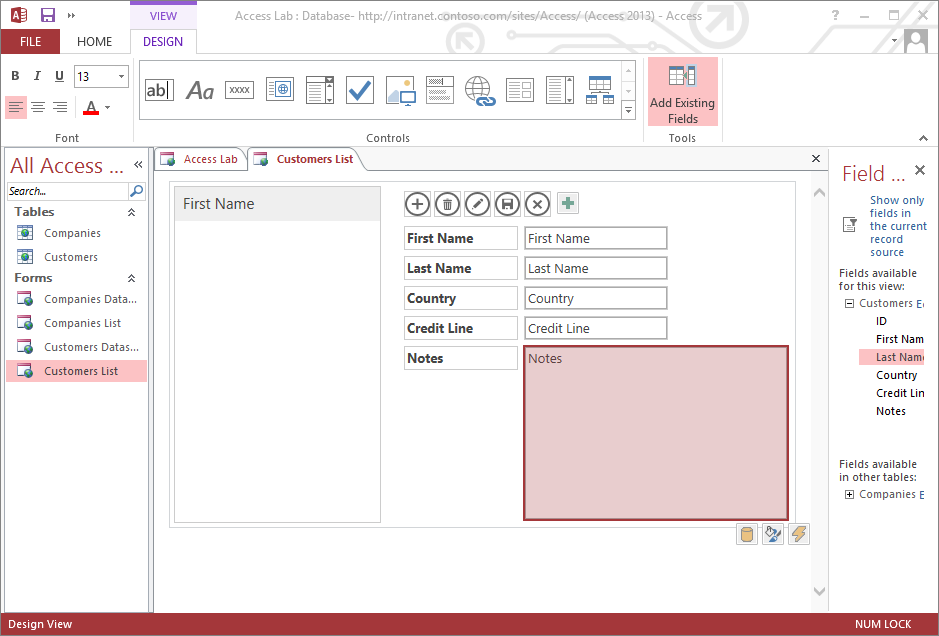 VIEW
Access Lab : Database- http://intranet.contoso.com/sites/Access/ (Access 2013) - Access
?
FILE
HOME
DESIGN
B I U 13
A
Font
ab
Aa
xxxx
Controls
Add Existing
Fields
Tools
All Access ...
Search...
Tables
Companies
Customers
Forms
Companies Data...
Companies List
Customers Datas...
Customers List
Access Lab
Customers List
First Name
First Name First Name
Last Name Last Name
Country Country
Credit Line Credit Line
Notes Notes
Field ...
Show only
fields in
the current
record
source
Fields available
for this view:
Customers E
ID
First Nam
Last Name
Country
Credit Lin
Notes
Fields available
in other tables:
Companies E
Design View
NUM LOCK